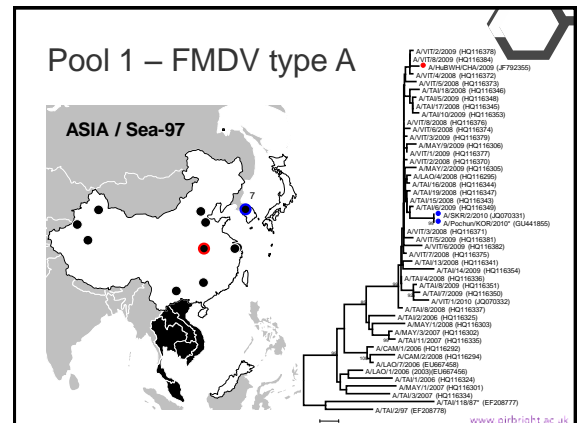 Pool 1 – FMDV type A
ASIA / Sea-97
7
A/VIT/2/2009 (HQ116378)
A/VIT/8/2009 (HQ116384)
A/HuBWH/CHA/2009 (JF792355)
A/VIT/4/2008 (HQ116372)
A/VIT/5/2008 (HQ116373)
A/TAI/18/2008 (HQ116346)
A/TAI/5/2009 (HQ116348)
A/TAI/17/2008 (HQ116345)
A/TAI/10/2009 (HQ116353)
A/VIT/8/2008 (HQ116376)
A/VIT/6/2008 (HQ116374)
A/VIT/3/2009 (HQ116379)
A/MAY/9/2009 (HQ116306)
A/VIT/1/2009 (HQ116377)
A/VIT/2/2008 (HQ116370)
A/MAY/2/2009 (HQ116305)
A/LAO/4/2008 (HQ116295)
A/TAI/16/2008 (HQ116344)
A/TAI/19/2008 (HQ116347)
A/TAI/15/2008 (HQ116343)
A/TAI/6/2009 (HQ116349)
A/SKR/2/2010 (JQ070331)
A/Pochun/KOR/2010* (GU441855)
A/VIT/3/2008 (HQ116371)
A/VIT/5/2009 (HQ116381)
A/VIT/6/2009 (HQ116382)
A/VIT/7/2008 (HQ116375)
A/TAI/13/2008 (HQ116341)
A/TAI/14/2009 (HQ116354)
A/TAI/4/2008 (HQ116336)
A/TAI/8/2009 (HQ116351)
A/TAI/7/2009 (HQ116350)
A/VIT/1/2010 (JQ070332)
A/TAI/8/2008 (HQ116337)
A/TAI/2/2006 (HQ116325)
A/MAY/1/2008 (HQ116303)
A/MAY/3/2007 (HQ116302)
A/TAI/11/2007 (HQ116335)
A/CAM/1/2006 (HQ116292)
A/CAM/2/2008 (HQ116294)
A/LAO/7/2006 (EU667458)
A/LAO/1/2006 (2003)(EU667456)
A/TAI/1/2006 (HQ116324)
A/MAY/1/2007 (HQ116301)
A/TAI/3/2007 (HQ116334)
A/TAI/118/87* (EF208777)
A/TAI/2/97 (EF208778)
www.pirbright.ac.uk